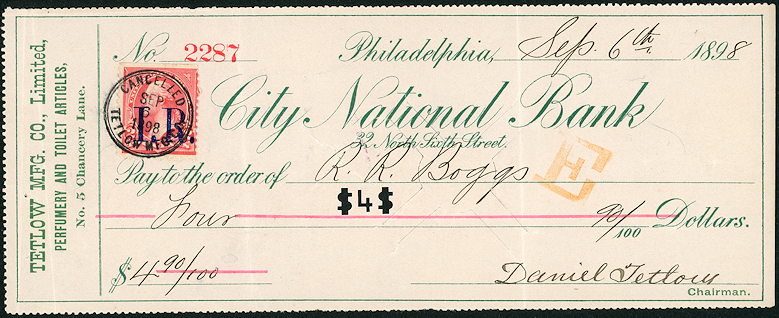 TETLOW MFG. CO., Limited,
PERFUMERY AND TOILET ARTICLES,
No. 5 Chancery Lane.
No. 2287 Philadelphia, Sep. 6th 1898
CANCELLED
SEP
6
1898
TETLOW MFG. CO.
I.R.
City National Bank
32 North Sixth Street.
Pay to the order of R. R. Boggs
E
$4$
Four 90/100 Dollars.
$4 90/100 Daniel Tetlow
Chairman.